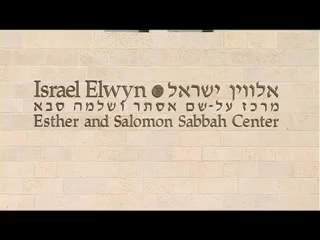 Israel Elwyn אלווין ישראל
מרכז על-שם אסתר ושלמה סבא
Esther and Salomon Sabbah Center